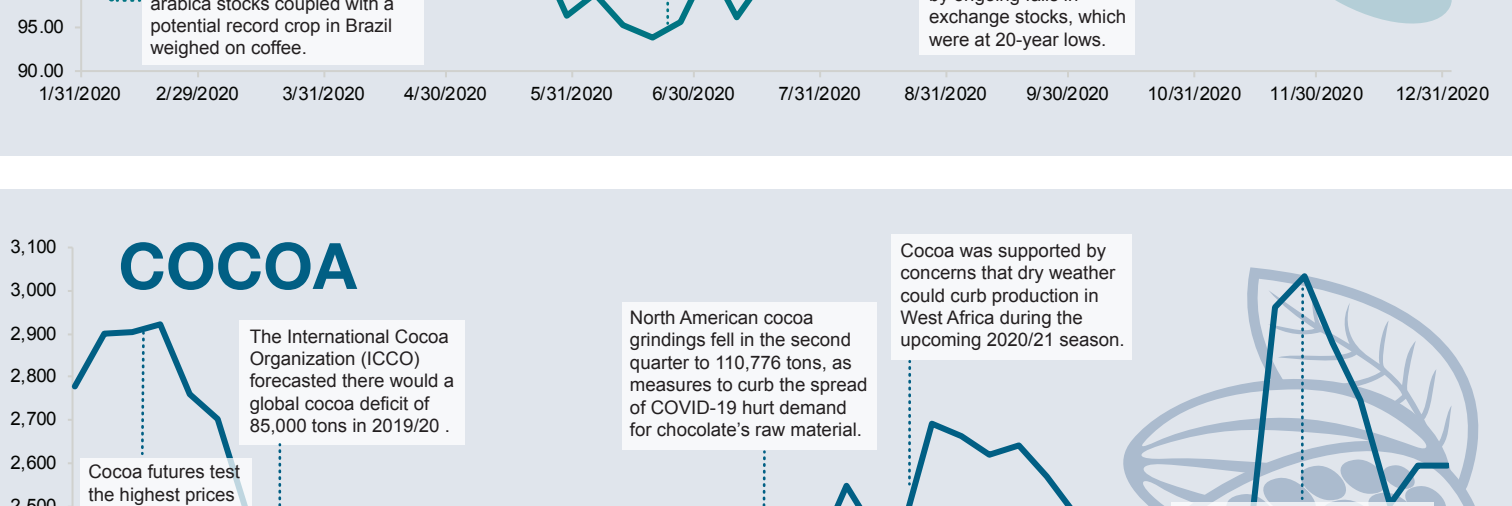 arabica stocks coupled with a
potential record crop in Brazil
weighed on coffee.
exchange stocks, which
were at 20-year lows.
95.00
90.00
1/31/2020 2/29/2020 3/31/2020 4/30/2020 5/31/2020 6/30/2020 7/31/2020 8/31/2020 9/30/2020 10/31/2020 11/30/2020 12/31/2020
COCOA
3,100
3,000
2,900
2,800
2,700
2,600
2,500
Cocoa futures test
the highest prices
The International Cocoa
Organization (ICCO)
forecasted there would a
global cocoa deficit of
85,000 tons in 2019/20 .
North American cocoa
grindings fell in the second
quarter to 110,776 tons, as
measures to curb the spread
of COVID-19 hurt demand
for chocolate's raw material.
Cocoa was supported by
concerns that dry weather
could curb production in
West Africa during the
upcoming 2020/21 season.